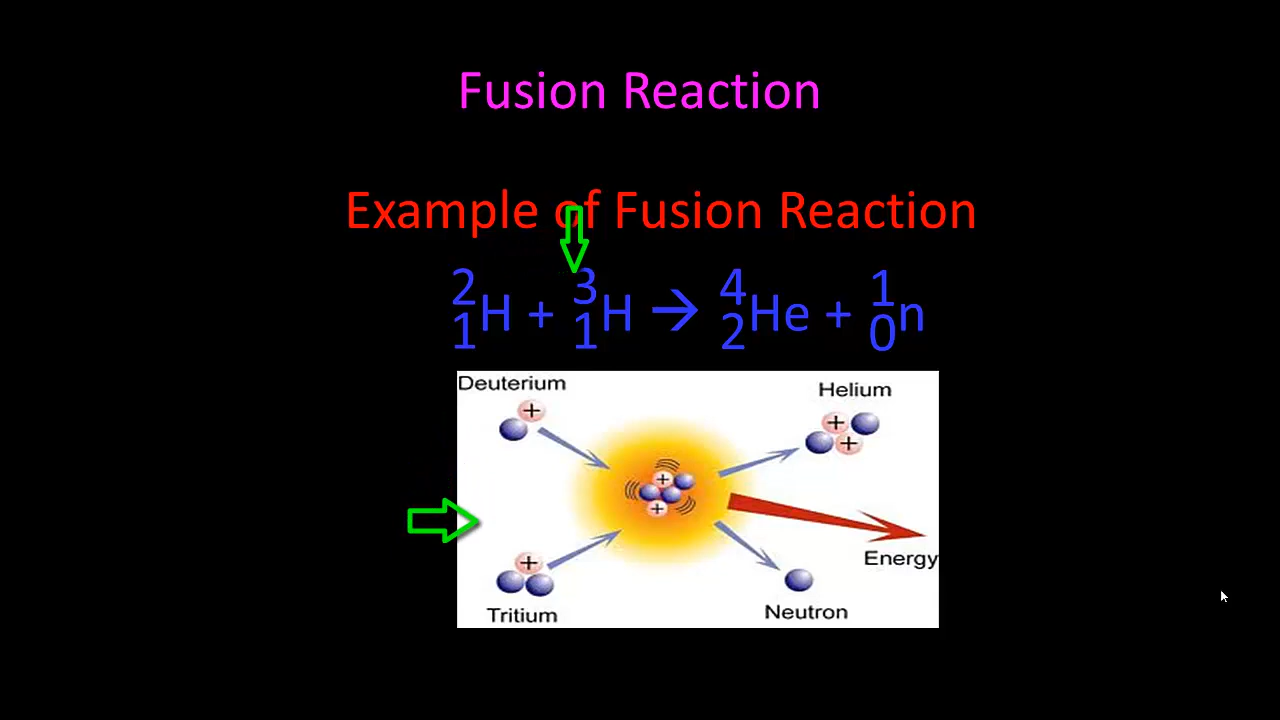 Fusion Reaction
Example of Fusion Reaction
²₁H + ³₁H → ⁴₂He + ¹₀n
Deuterium
Helium
+
+
+
+
+
Energy
+
Tritium
Neutron